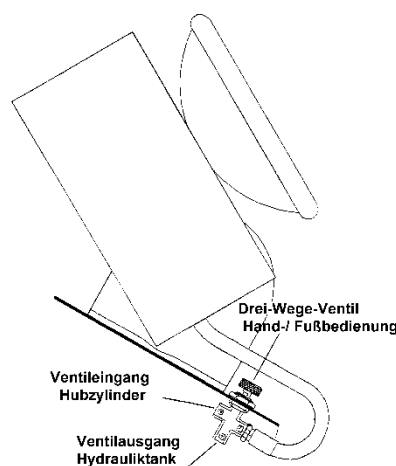 Drei-Wege-Ventil
Hand-/ Fußbedienung
Ventileingang
Hubzylinder
Ventilausgang
Hydrauliktank